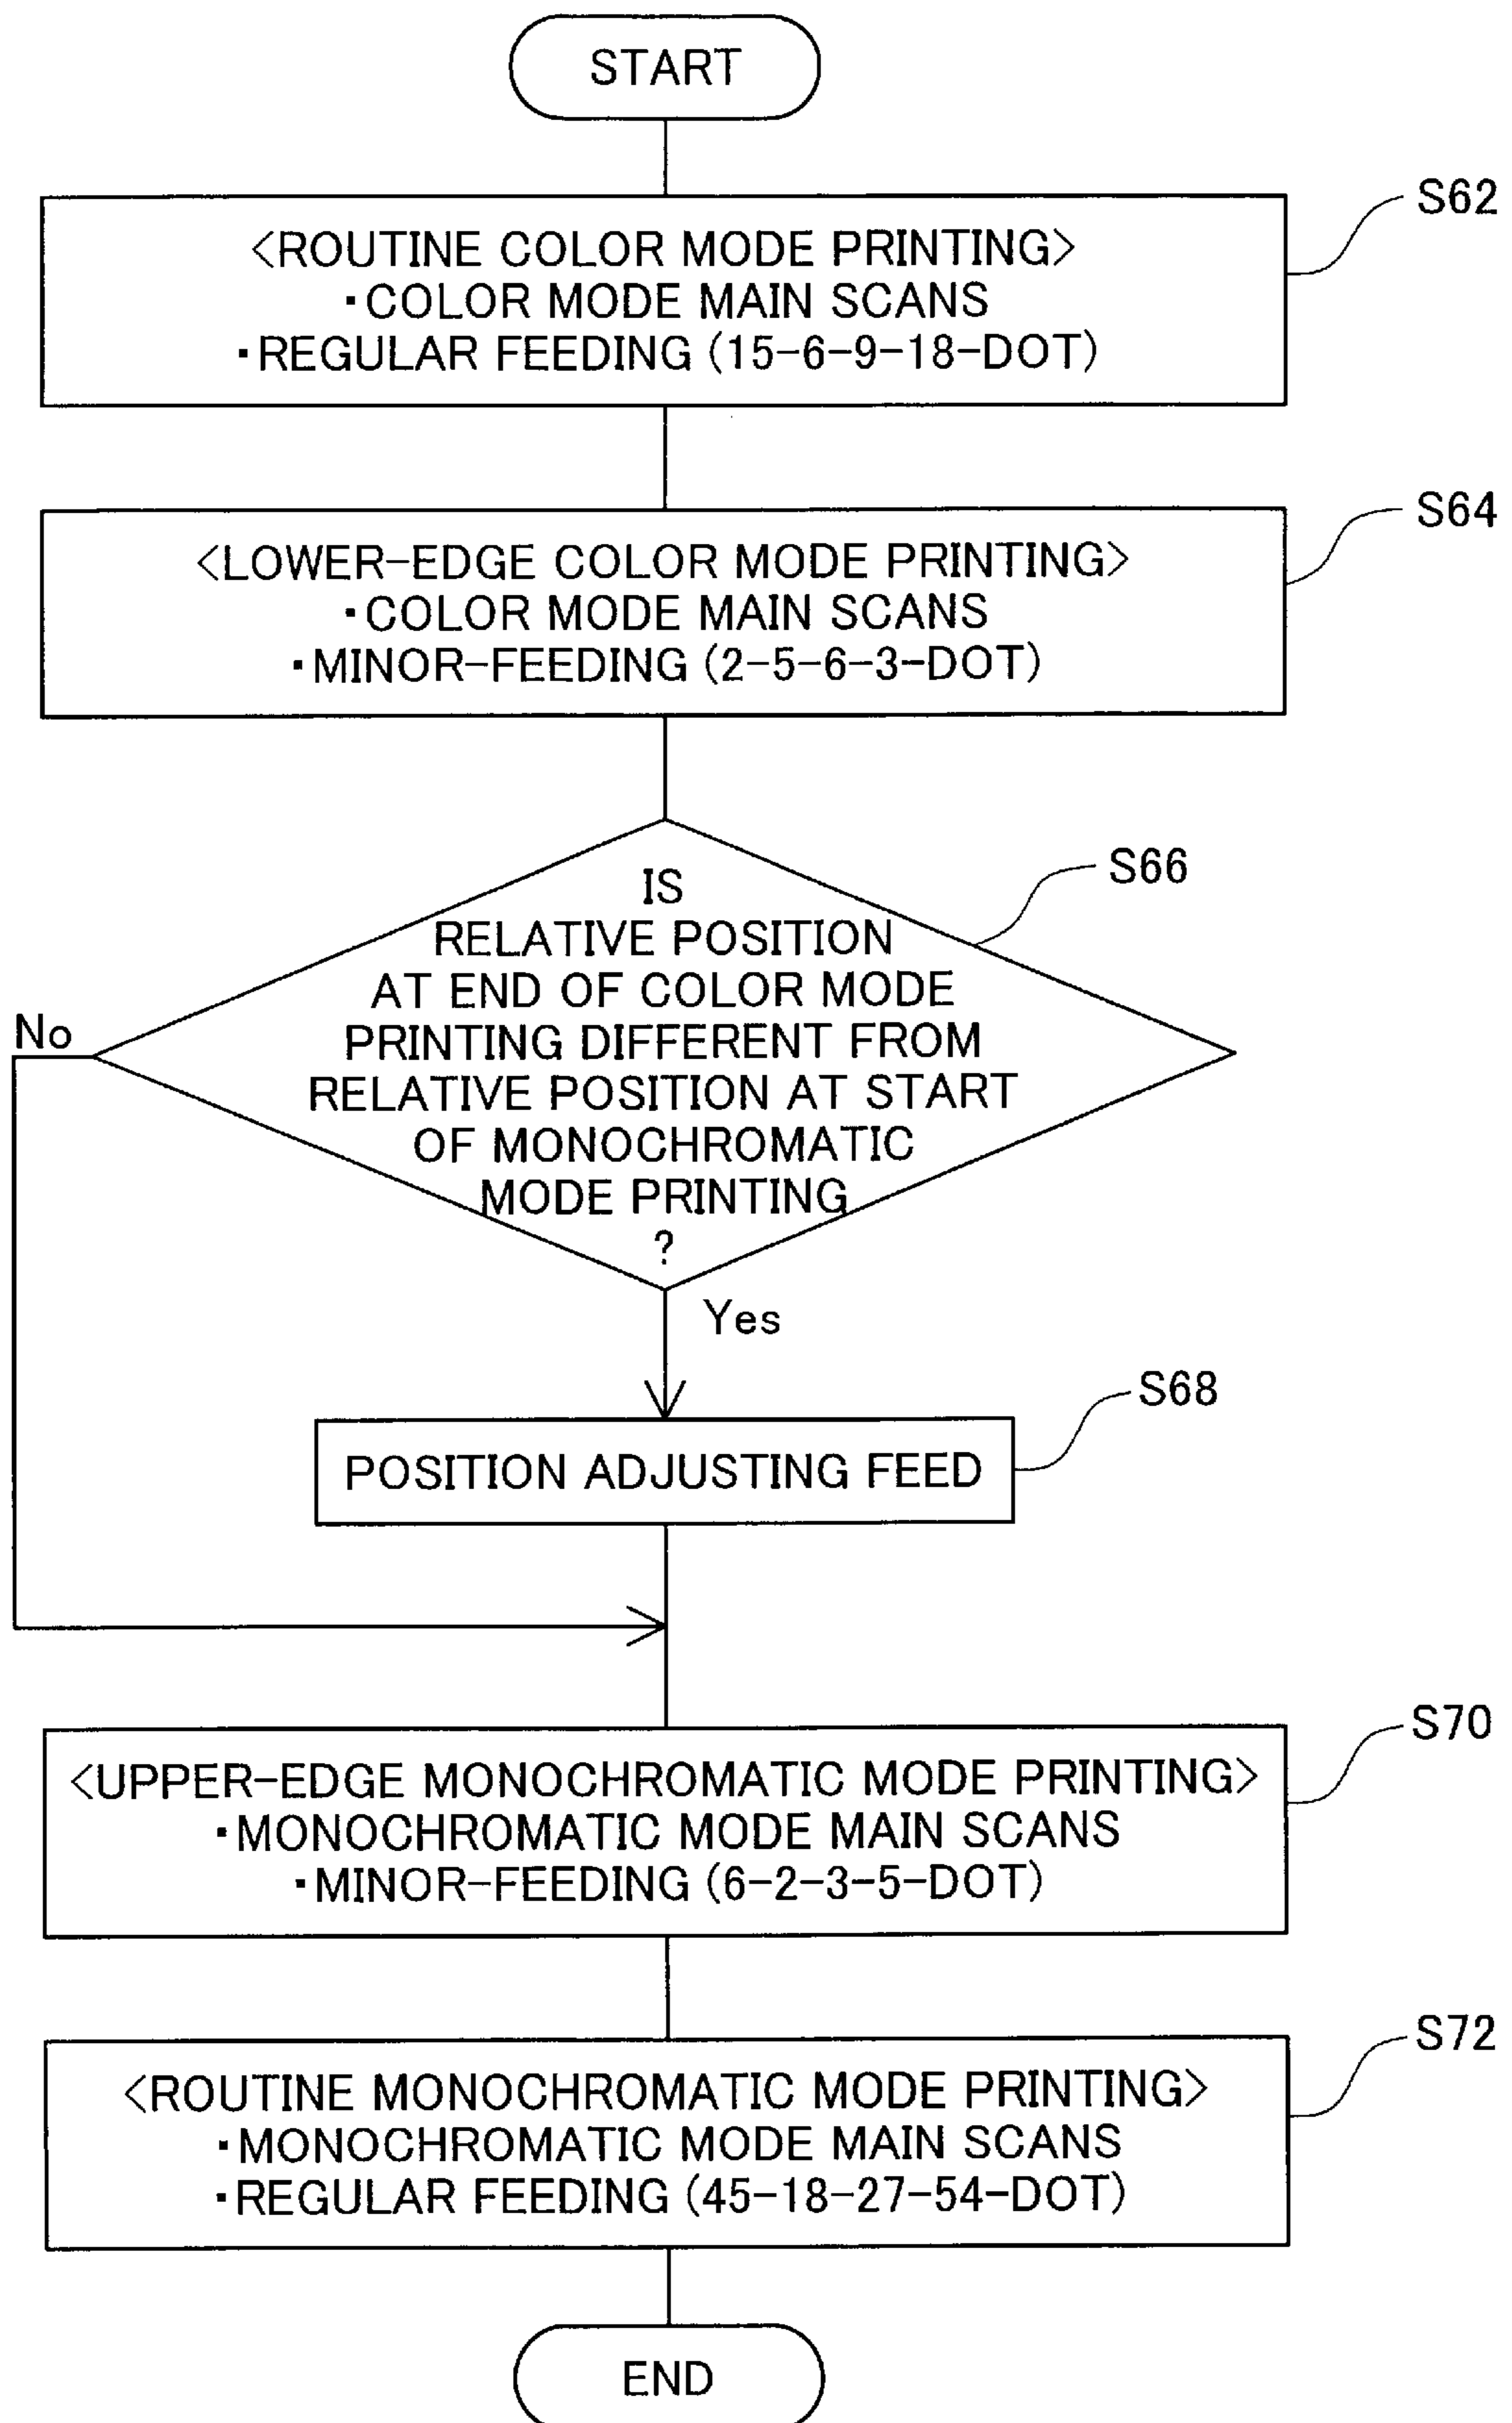 START
S62
<ROUTINE COLOR MODE PRINTING>
・COLOR MODE MAIN SCANS
・REGULAR FEEDING (15-6-9-18-DOT)
S64
<LOWER-EDGE COLOR MODE PRINTING>
・COLOR MODE MAIN SCANS
・MINOR-FEEDING (2-5-6-3-DOT)
S66
IS
RELATIVE POSITION
AT END OF COLOR MODE
PRINTING DIFFERENT FROM
RELATIVE POSITION AT START
OF MONOCHROMATIC
MODE PRINTING
?
No
Yes
S68
POSITION ADJUSTING FEED
S70
<UPPER-EDGE MONOCHROMATIC MODE PRINTING>
・MONOCHROMATIC MODE MAIN SCANS
・MINOR-FEEDING (6-2-3-5-DOT)
S72
<ROUTINE MONOCHROMATIC MODE PRINTING>
・MONOCHROMATIC MODE MAIN SCANS
・REGULAR FEEDING (45-18-27-54-DOT)
END